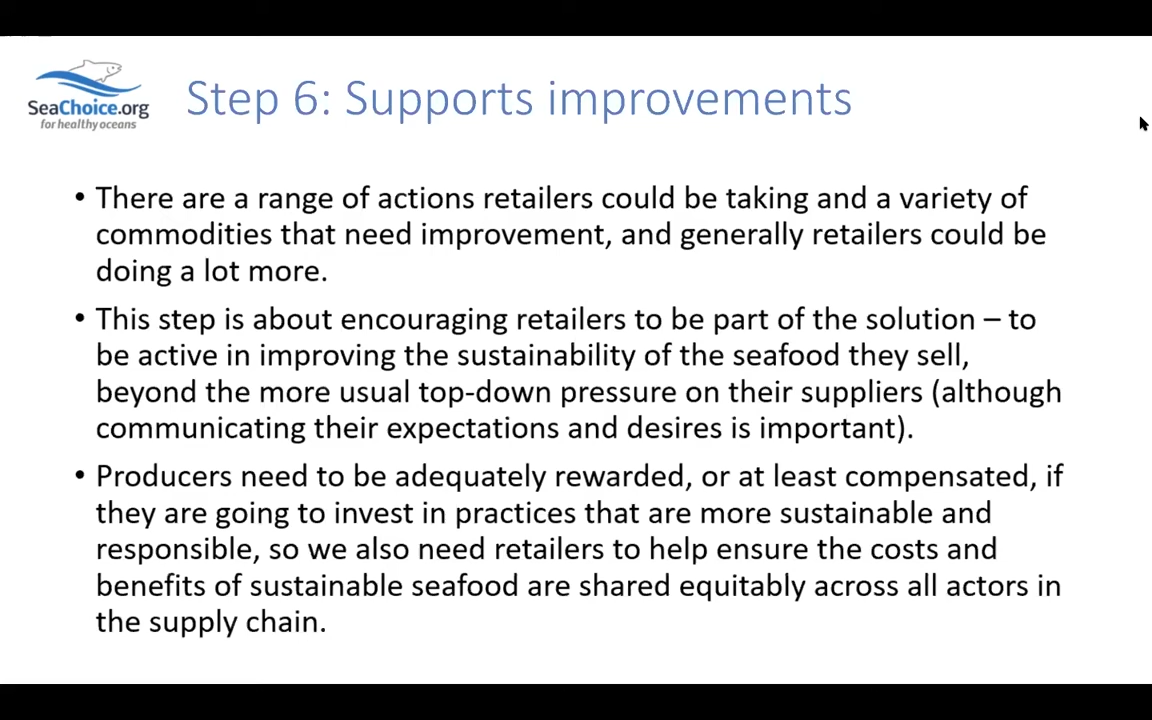 SeaChoice.org
for healthy oceans
Step 6: Supports improvements
• There are a range of actions retailers could be taking and a variety of
commodities that need improvement, and generally retailers could be
doing a lot more.
• This step is about encouraging retailers to be part of the solution – to
be active in improving the sustainability of the seafood they sell,
beyond the more usual top-down pressure on their suppliers (although
communicating their expectations and desires is important).
• Producers need to be adequately rewarded, or at least compensated, if
they are going to invest in practices that are more sustainable and
responsible, so we also need retailers to help ensure the costs and
benefits of sustainable seafood are shared equitably across all actors in
the supply chain.